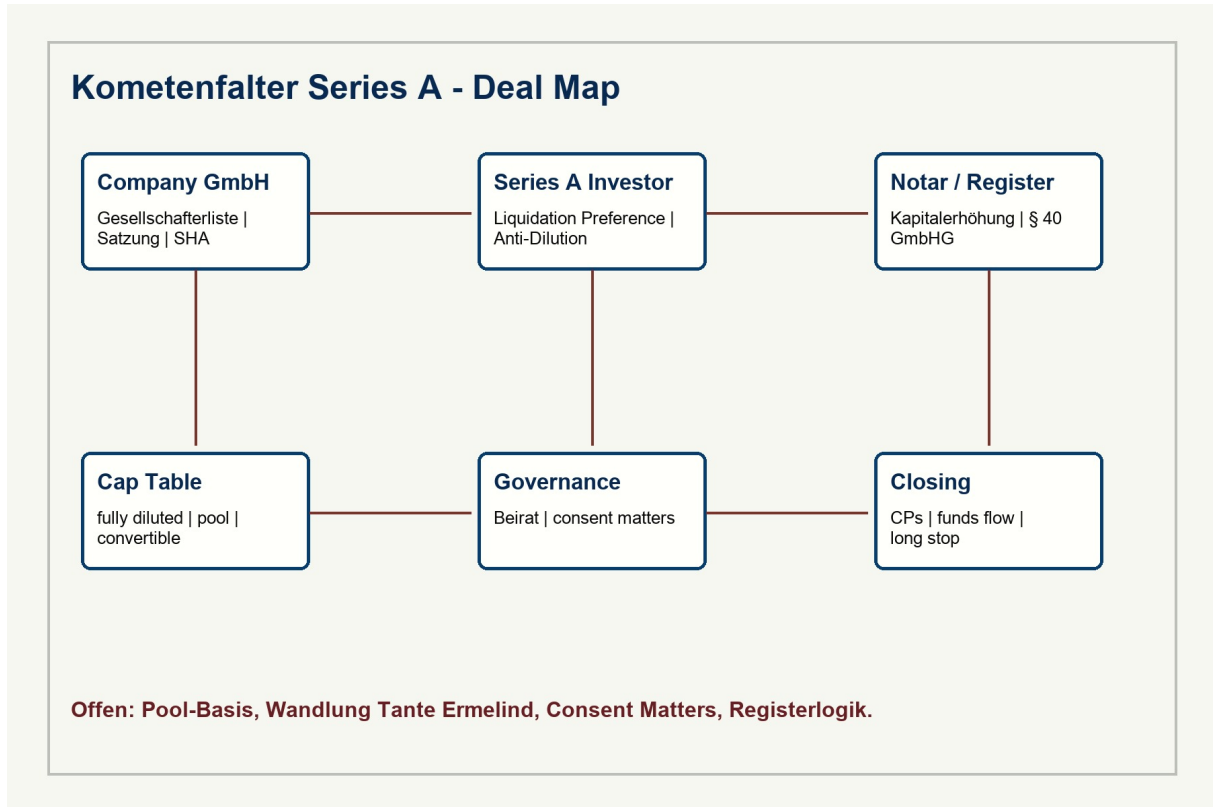 Kometenfalter Series A - Deal Map
Company GmbH
Gesellschafterliste |
Satzung | SHA
Series A Investor
Liquidation Preference |
Anti-Dilution
Notar / Register
Kapitalerhöhung | § 40
GmbHG
Cap Table
fully diluted | pool |
convertible
Governance
Beirat | consent matters
Closing
CPs | funds flow |
long stop
Offen: Pool-Basis, Wandlung Tante Ermelind, Consent Matters, Registerlogik.